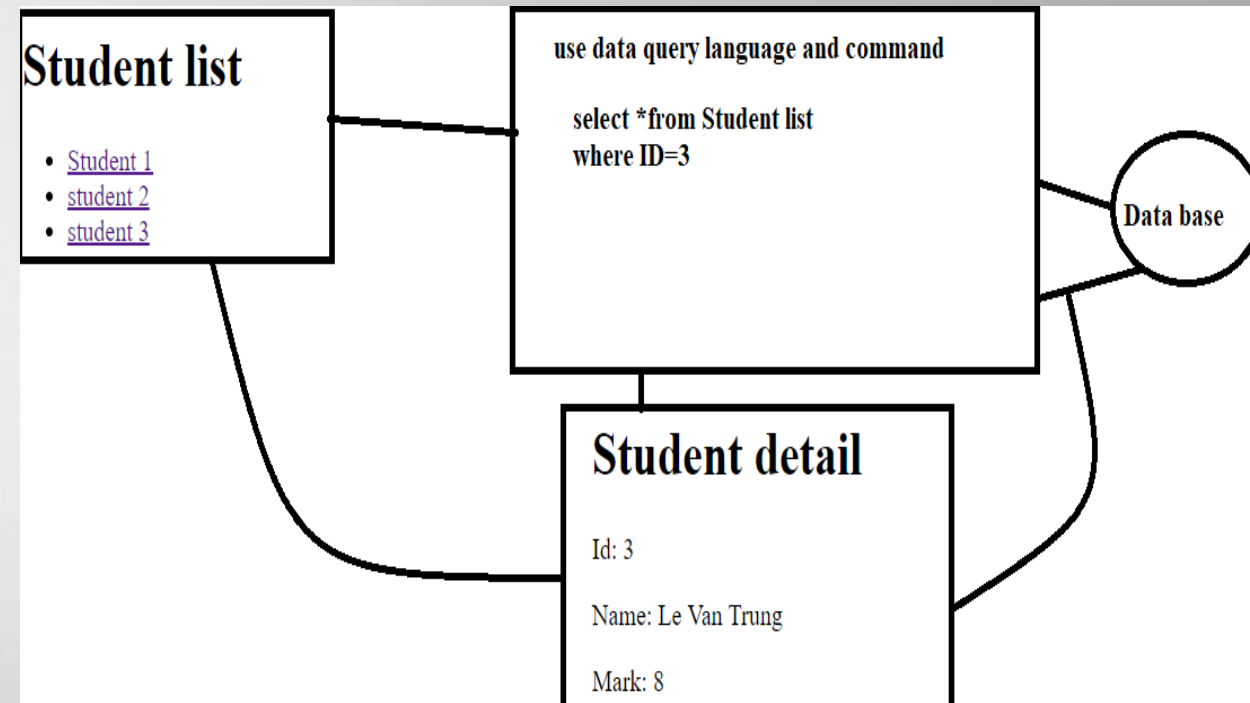 Student list
Student 1
student 2
student 3
use data query language and command
select *from Student list
where ID=3
Data base
Student detail
Id: 3
Name: Le Van Trung
Mark: 8